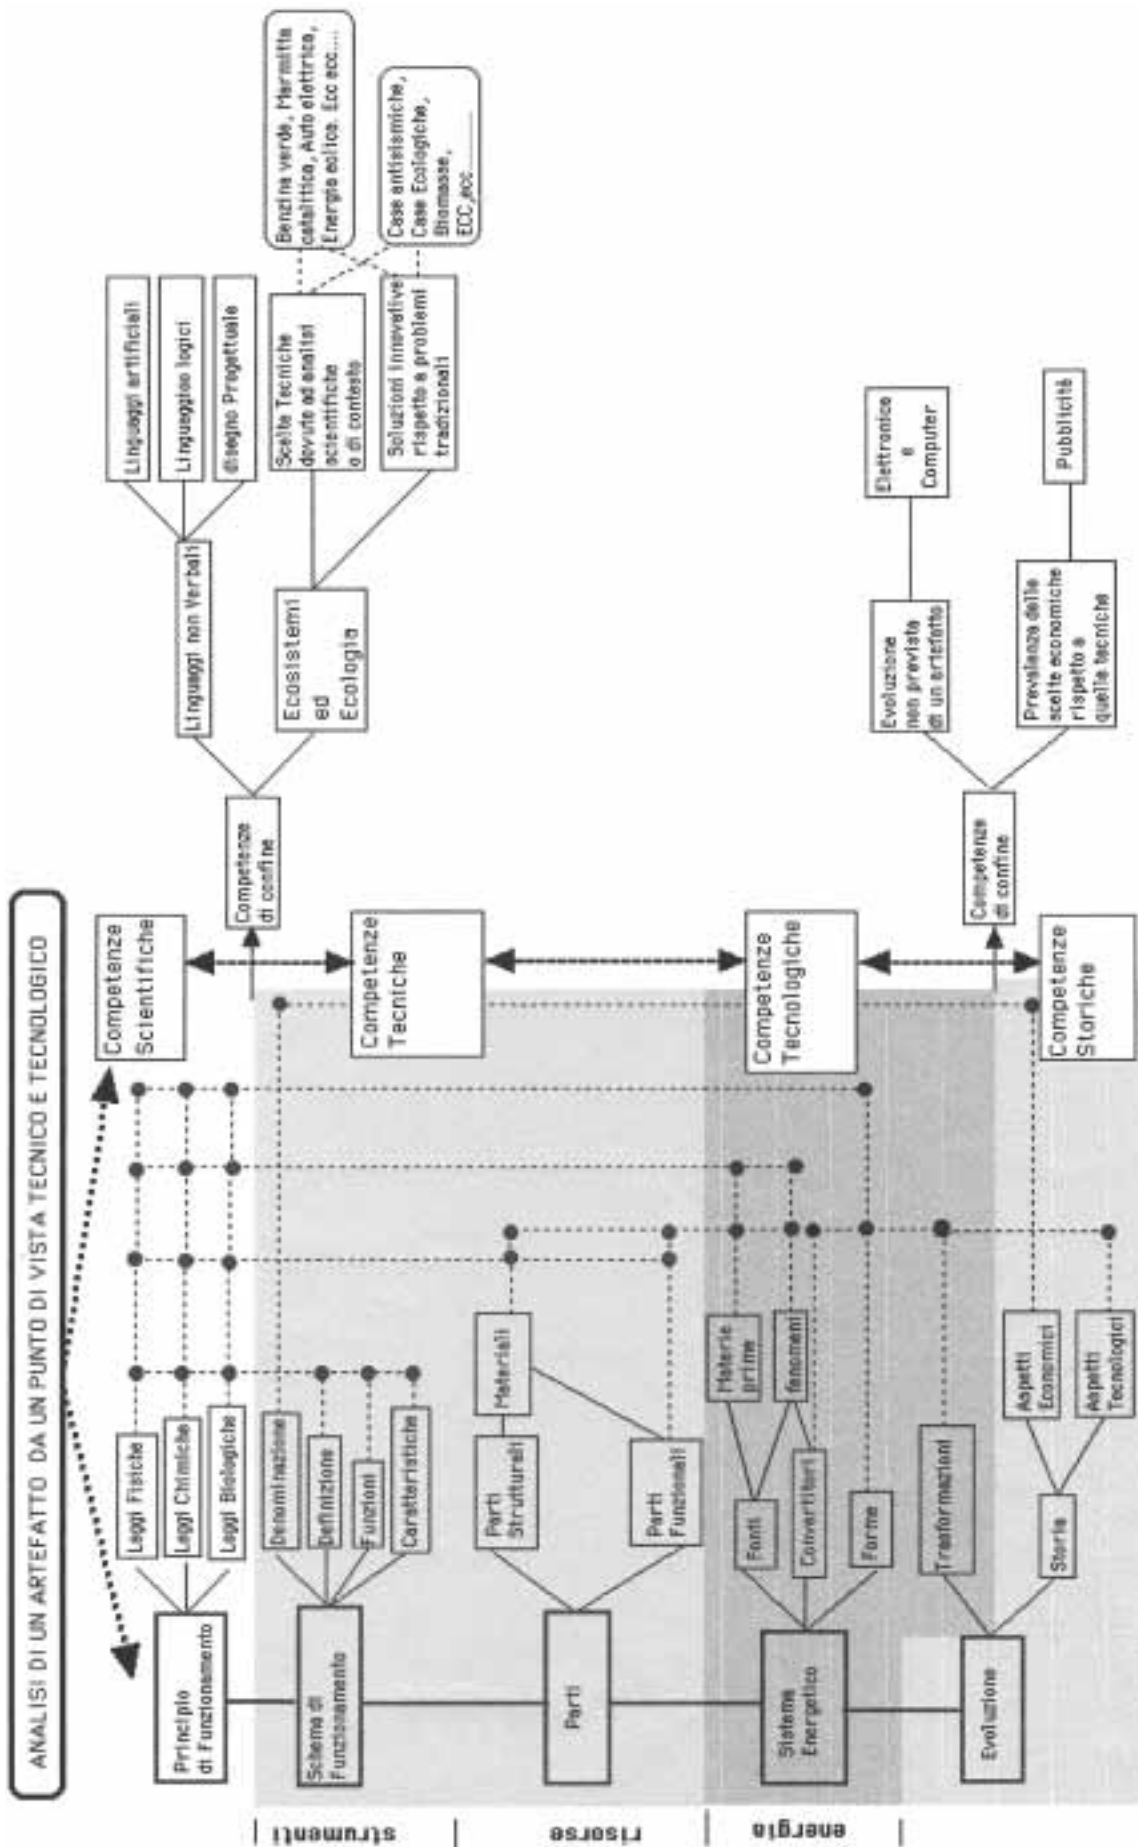 ANALISI DI UN ARTEFATTO DA UN PUNTO DI VISTA TECNICO E TECNOLOGICO
Principio
di Funzionamento
Laggi Fisiche
Laggi Chimiche
Laggi Biologiche
Competenze
Scientifiche
Competenze
di confine
Linguaggi non Verbali
Linguaggi artificiali
Linguaggioo logici
disegno Progettuale
Ecosistemi
ed
Ecologia
Scelte Tecniche
dovute ad analisi
scientifiche
o di contesto
Soluzioni innovative
rispetto a problemi
tradizionali
Benzina verde, Marmitta
catalitica, Auto elettrica,
Energia eolica. Ecc ecc....
Case antisismiche,
Case Ecologiche,
Biomasse,
ECC,ecc........
strumenti
Schema di
Funzionamento
Denominazione
Definizione
Funzioni
Caratteristiche
Competenze
Tecniche
risorse
Parti
Parti
Strutturali
Materiali
Parti
Funzionali
energia
Sistema
Energetico
Fonti
Materie
prime
fenomeni
Convertitori
Forme
Competenze
Tecnologiche
Evoluzione
Trasformazioni
Storia
Aspetti
Economici
Aspetti
Tecnologici
Competenze
Storiche
Competenze
di confine
Evoluzione
non prevista
di un artefatto
Elettronica
e
Computer
Prevalenza delle
scelte economiche
rispetto a
quelle tecniche
Pubblicità